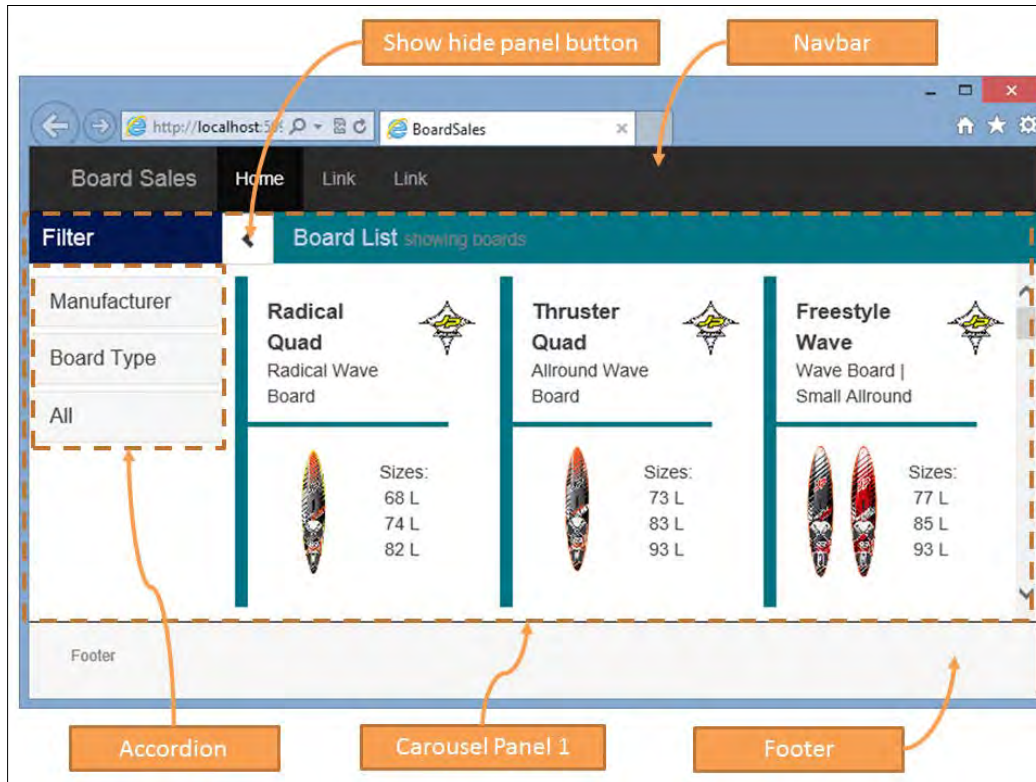 Show hide panel button
Navbar
http://localhost:5
BoardSales
Board Sales Home Link Link
Filter
Board List showing boards
Manufacturer
Board Type
All
Radical
Quad
Radical Wave
Board
Sizes:
68 L
74 L
82 L
Thruster
Quad
Allround Wave
Board
Sizes:
73 L
83 L
93 L
Freestyle
Wave
Wave Board |
Small Allround
Sizes:
77 L
85 L
93 L
Footer
Accordion
Carousel Panel 1
Footer